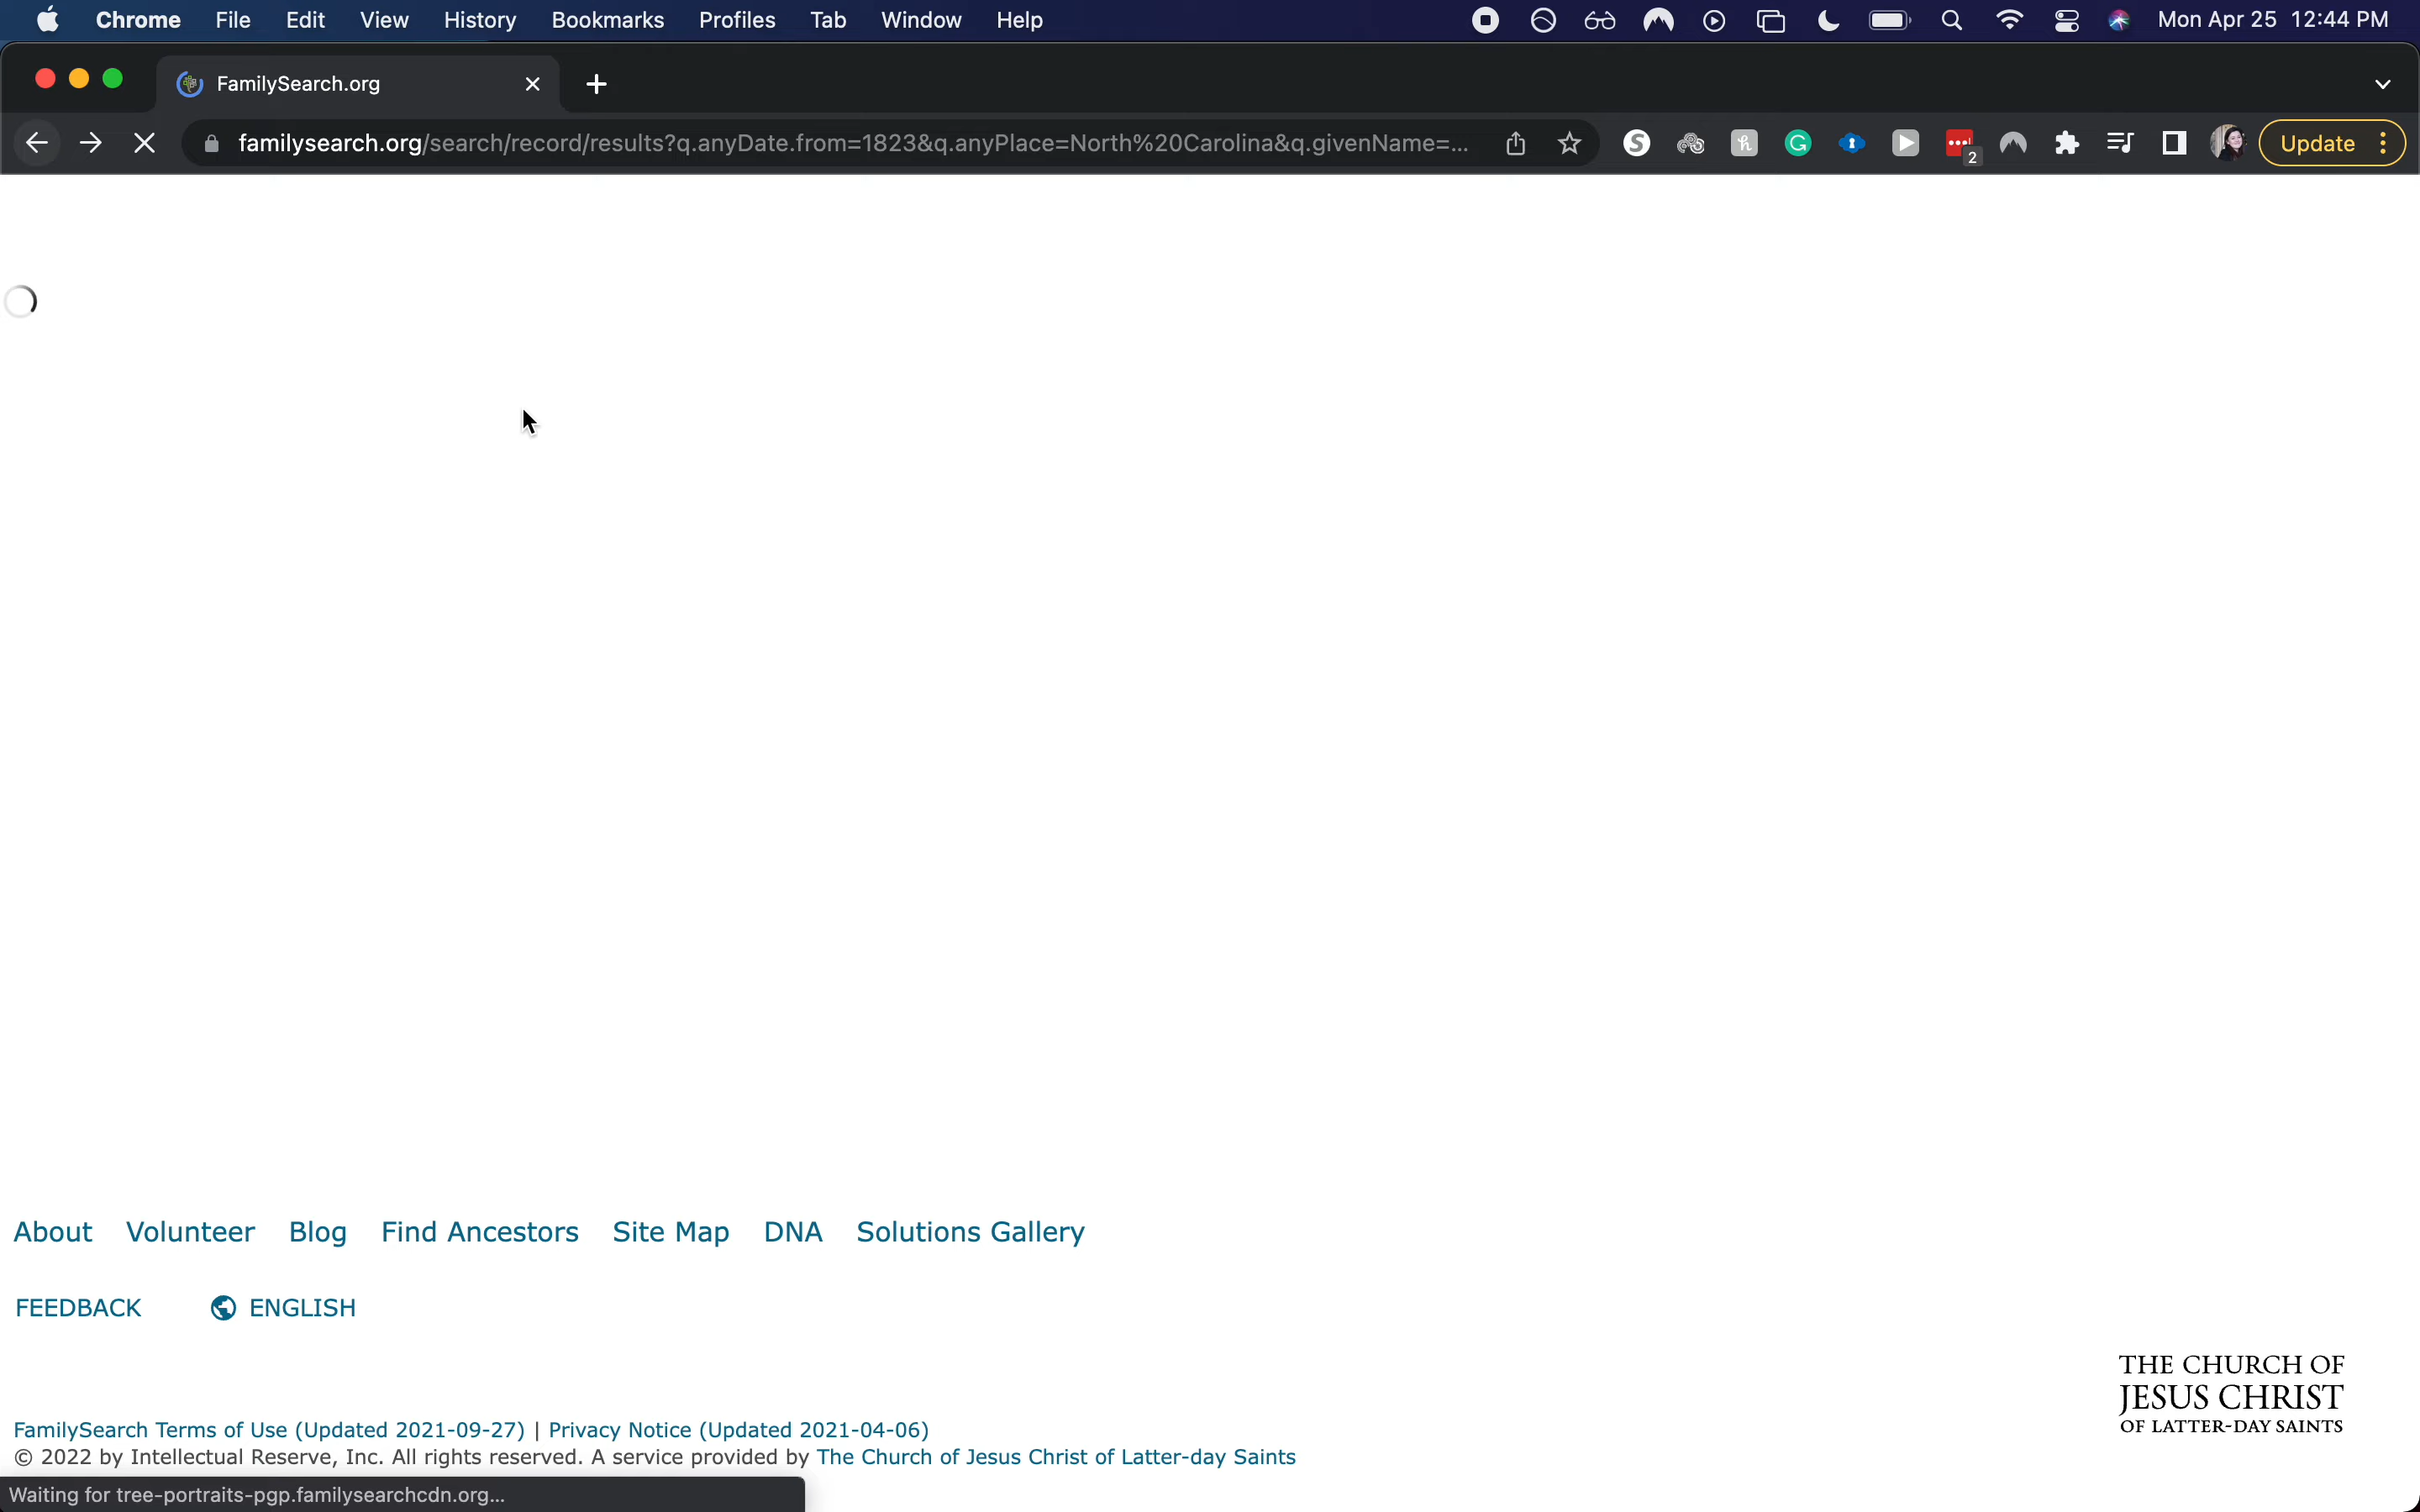 Chrome File Edit View History Bookmarks Profiles Tab Window Help Mon Apr 25 12:44 PM
FamilySearch.org
familysearch.org/search/record/results?q.anyDate.from=1823&q.anyPlace=North%20Carolina&q.givenName=... 2 Update
About Volunteer Blog Find Ancestors Site Map DNA Solutions Gallery
FEEDBACK ENGLISH
THE CHURCH OF
JESUS CHRIST
OF LATTER-DAY SAINTS
FamilySearch Terms of Use (Updated 2021-09-27) | Privacy Notice (Updated 2021-04-06)
© 2022 by Intellectual Reserve, Inc. All rights reserved. A service provided by The Church of Jesus Christ of Latter-day Saints
Waiting for tree-portraits-pgp.familysearchcdn.org...